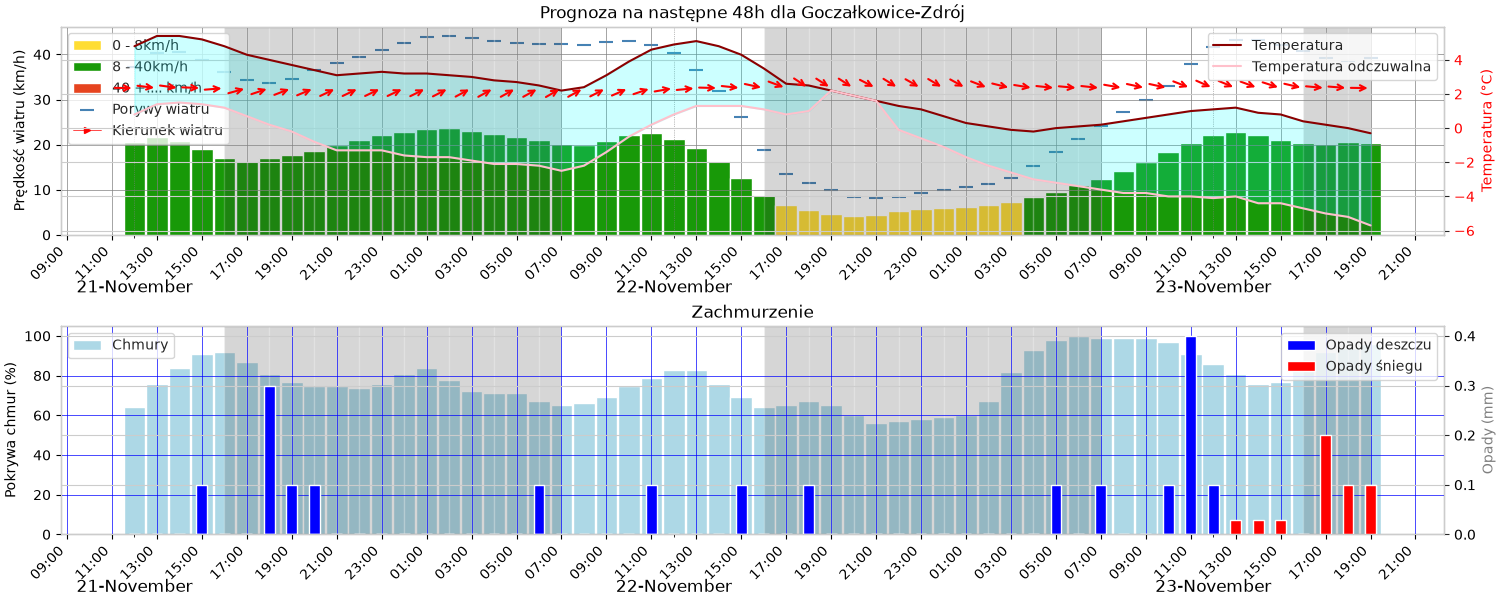 Prognoza na następne 48h dla Goczałkowice-Zdrój
Prędkość wiatru (km/h)
40
30
20
10
0
0 - 8km/h
8 - 40km/h
Porywy wiatru
Kierunek wiatru
Temperatura
Temperatura odczuwalna
4
2
0
−2
−4
−6
Temperatura (°C)
09:00 11:00 13:00 15:00 17:00 19:00 21:00 23:00 01:00 03:00 05:00 07:00 09:00 11:00 13:00 15:00 17:00 19:00 21:00 23:00 01:00 03:00 05:00 07:00 09:00 11:00 13:00 15:00 17:00 19:00 21:00
21-November 22-November 23-November
Zachmurzenie
Pokrywa chmur (%)
100
80
60
40
20
0
Chmury
Opady deszczu
Opady śniegu
0.4
0.3
0.2
0.1
0.0
Opady (mm)
09:00 11:00 13:00 15:00 17:00 19:00 21:00 23:00 01:00 03:00 05:00 07:00 09:00 11:00 13:00 15:00 17:00 19:00 21:00 23:00 01:00 03:00 05:00 07:00 09:00 11:00 13:00 15:00 17:00 19:00 21:00
21-November 22-November 23-November